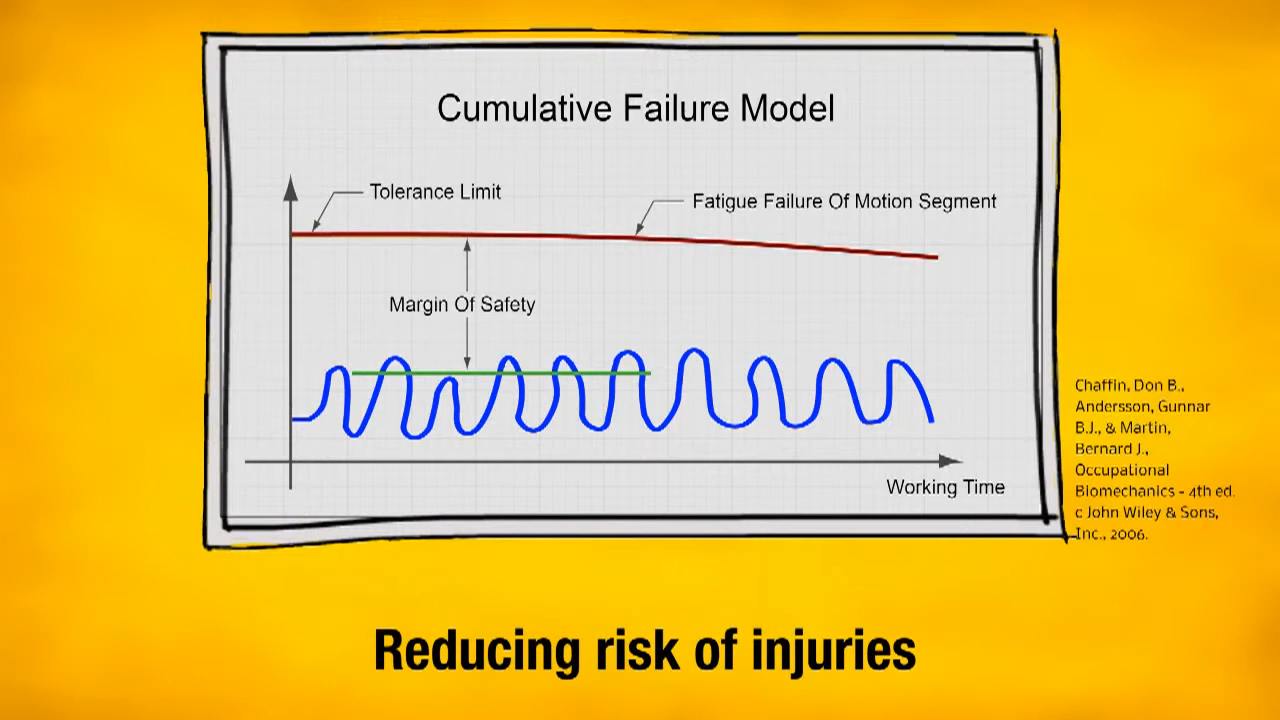 Cumulative Failure Model
Tolerance Limit
Fatigue Failure Of Motion Segment
Margin Of Safety
Working Time
Chaffin, Don B.,
Andersson, Gunnar
B.J., & Martin,
Bernard J.,
Occupational
Biomechanics - 4th ed.
c John Wiley & Sons,
Inc., 2006.
Reducing risk of injuries